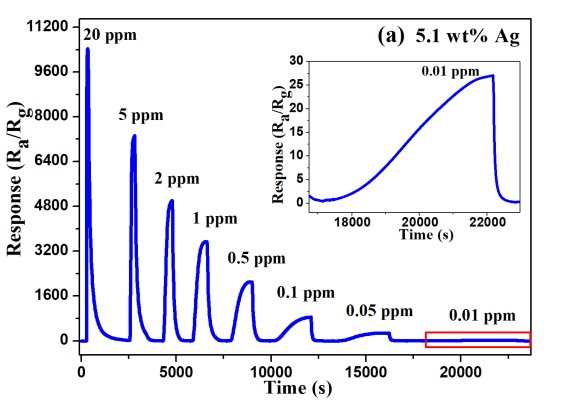 (a) 5.1 wt% Ag
Response (Ra/Rg)
11200
9600
8000
6400
4800
3200
1600
0
20 ppm
5 ppm
2 ppm
1 ppm
0.5 ppm
0.1 ppm
0.05 ppm
0.01 ppm
0
5000
10000
15000
20000
Time (s)
Response (Ra/Rg)
30
25
20
15
10
5
0
0.01 ppm
18000
20000
22000
Time (s)